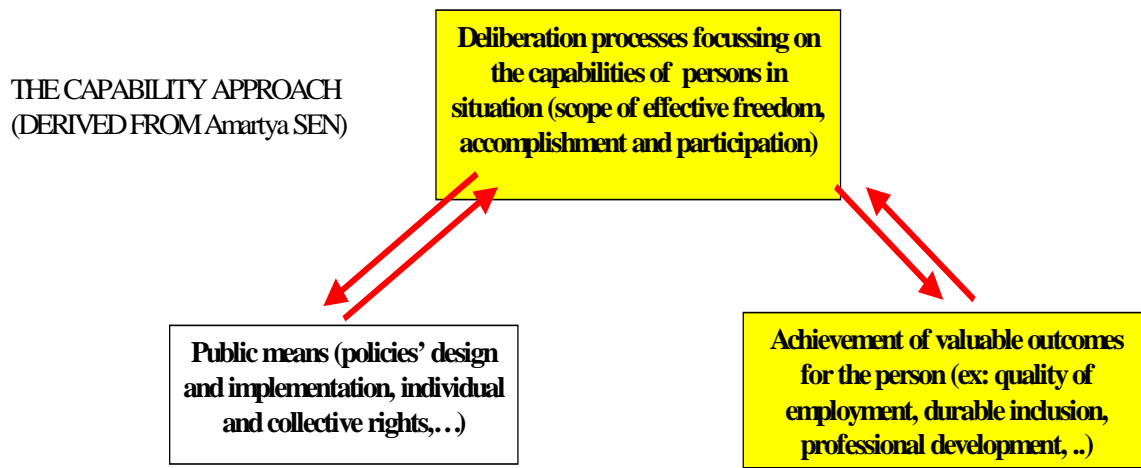 THE CAPABILITY APPROACH
(DERIVED FROM Amartya SEN)
Deliberation processes focussing on
the capabilities of persons in
situation (scope of effective freedom,
accomplishment and participation)
Public means (policies’ design
and implementation, individual
and collective rights,…)
Achievement of valuable outcomes
for the person (ex: quality of
employment, durable inclusion,
professional development, ..)